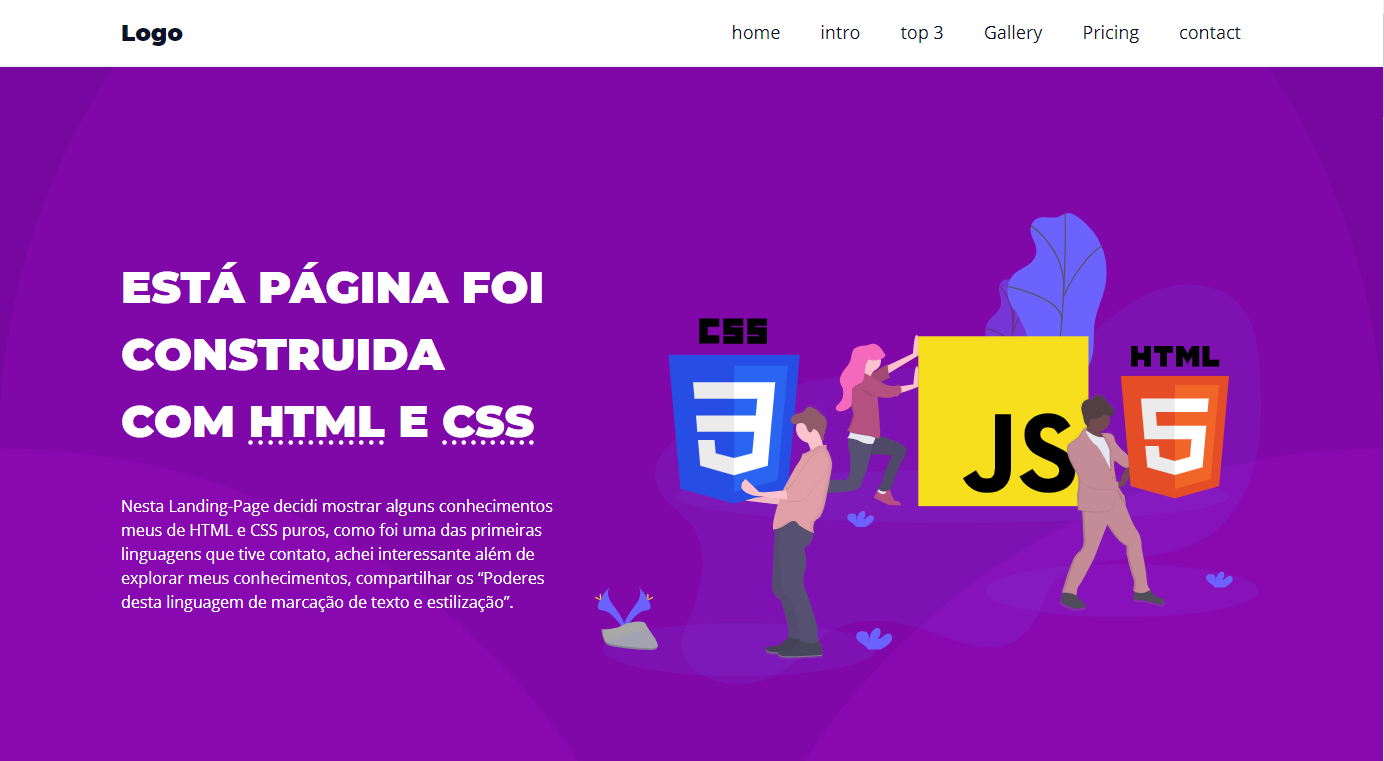 Logo
home intro top 3 Gallery Pricing contact
ESTÁ PÁGINA FOI
CONSTRUIDA
COM HTML E CSS
Nesta Landing-Page decidi mostrar alguns conhecimentos
meus de HTML e CSS puros, como foi uma das primeiras
linguagens que tive contato, achei interessante além de
explorar meus conhecimentos, compartilhar os “Poderes
desta linguagem de marcação de texto e estilização”.
CSS
3
JS
HTML
5